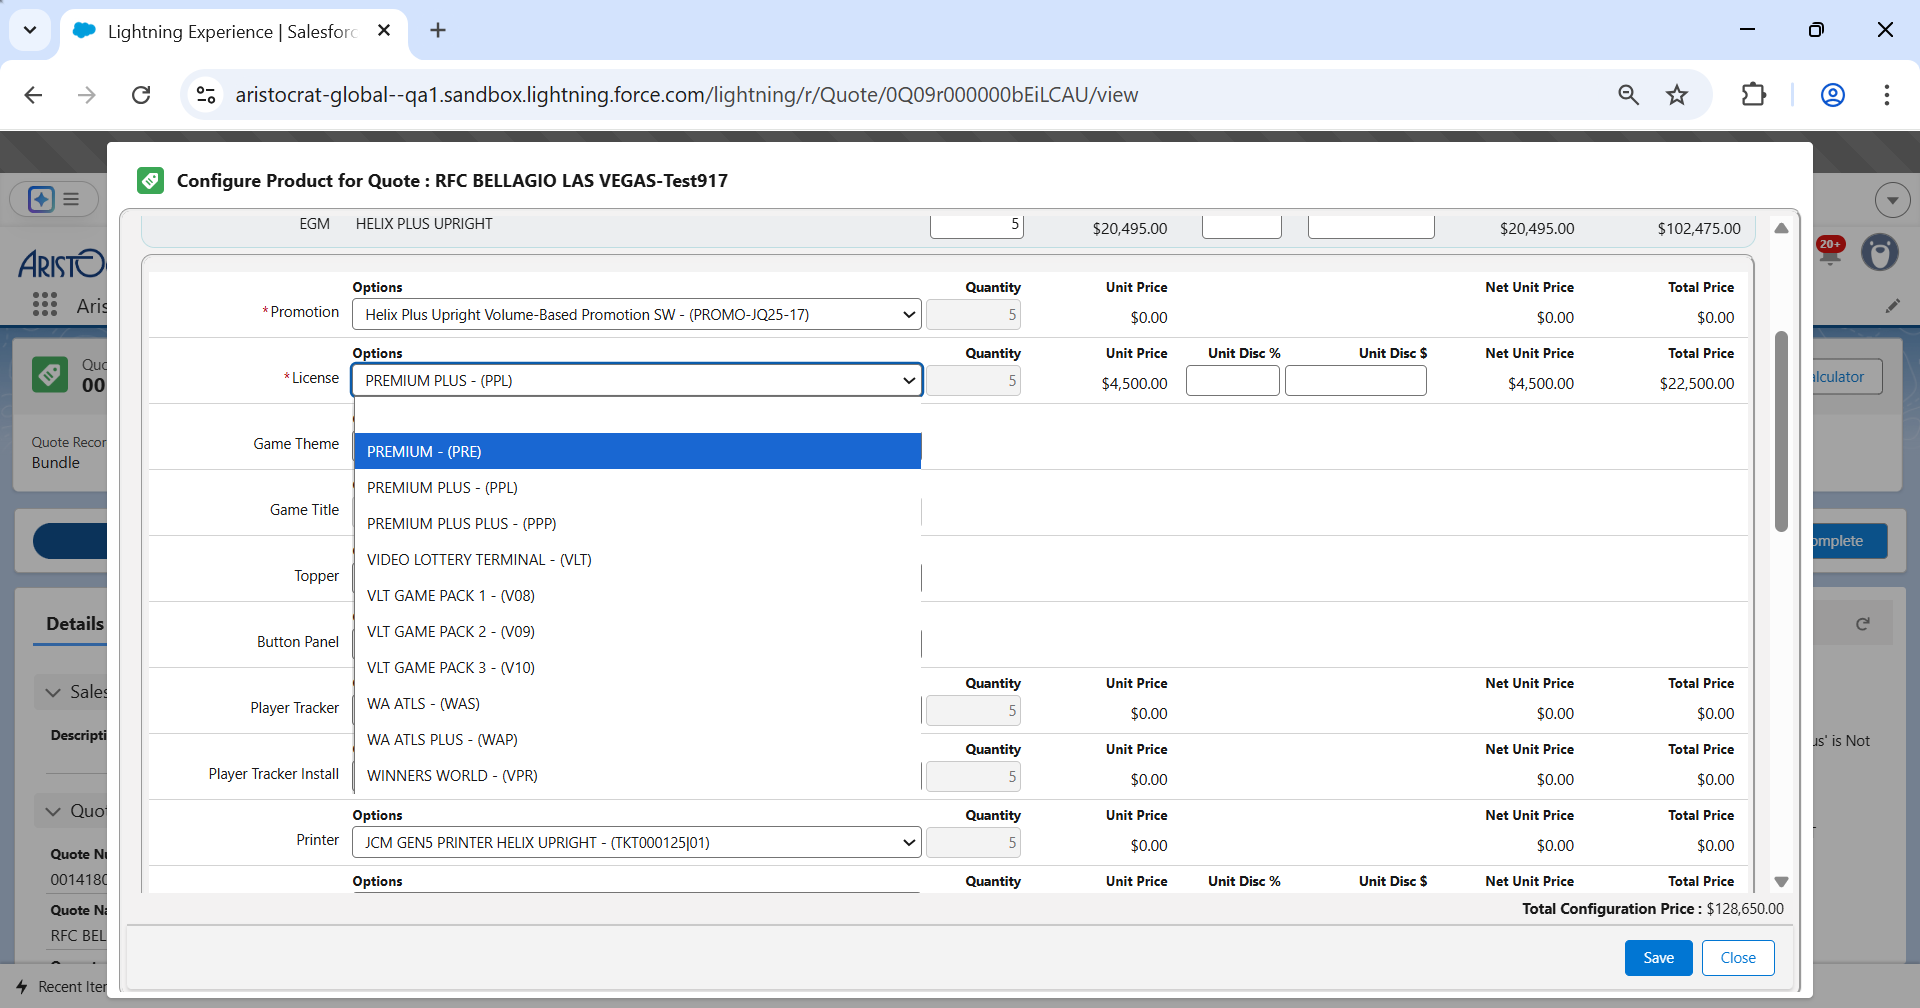 Lightning Experience | Salesforc
aristocrat-global--qa1.sandbox.lightning.force.com/lightning/r/Quote/0Q09r000000bEiLCAU/view
Configure Product for Quote : RFC BELLAGIO LAS VEGAS-Test917
EGM HELIX PLUS UPRIGHT 5 $20,495.00 $20,495.00 $102,475.00
Options Quantity Unit Price Net Unit Price Total Price
*Promotion Helix Plus Upright Volume-Based Promotion SW - (PROMO-JQ25-17) 5 $0.00 $0.00 $0.00
Options Quantity Unit Price Unit Disc % Unit Disc $ Net Unit Price Total Price
*License PREMIUM PLUS - (PPL) 5 $4,500.00 $4,500.00 $22,500.00
Game Theme
PREMIUM - (PRE)
PREMIUM PLUS - (PPL)
Game Title
PREMIUM PLUS PLUS - (PPP)
VIDEO LOTTERY TERMINAL - (VLT)
Topper
VLT GAME PACK 1 - (V08)
VLT GAME PACK 2 - (V09)
Button Panel
VLT GAME PACK 3 - (V10)
Quantity Unit Price Net Unit Price Total Price
WA ATLS - (WAS)
Player Tracker 5 $0.00 $0.00 $0.00
WA ATLS PLUS - (WAP)
Quantity Unit Price Net Unit Price Total Price
Player Tracker Install WINNERS WORLD - (VPR) 5 $0.00 $0.00 $0.00
Options Quantity Unit Price Net Unit Price Total Price
Printer JCM GEN5 PRINTER HELIX UPRIGHT - (TKT000125|01) 5 $0.00 $0.00 $0.00
Options Quantity Unit Price Unit Disc % Unit Disc $ Net Unit Price Total Price
Total Configuration Price : $128,650.00
Save Close
ARISTO
Aris
20+
Quo
00
alculator
Quote Recor
Bundle
omplete
Details
Sales
Descripti
us' is Not
Quot
Quote Nu
0014180
Quote Na
RFC BEL
Recent Iter